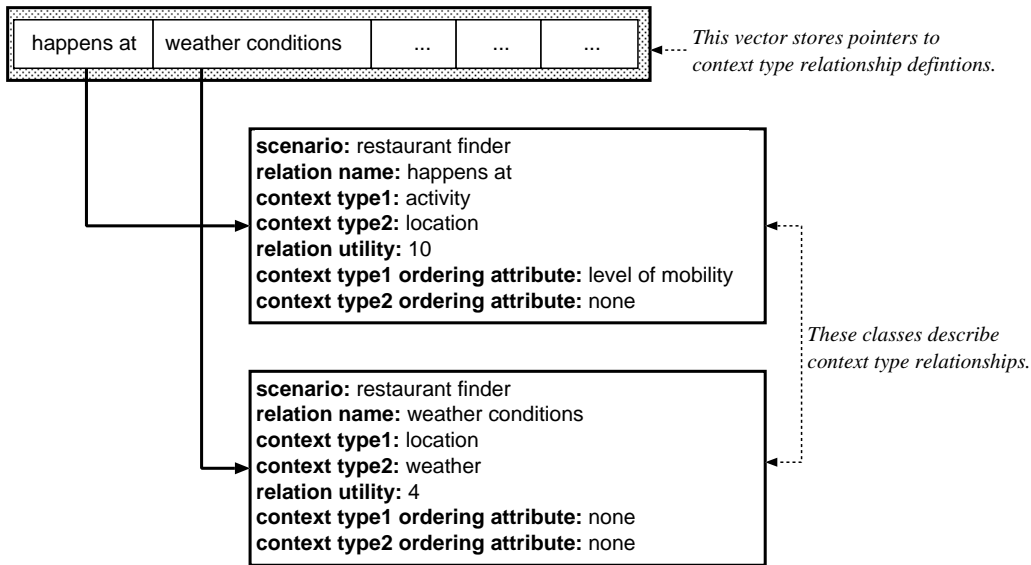 happens at
weather conditions
...
...
...
This vector stores pointers to
context type relationship defintions.
scenario: restaurant finder
relation name: happens at
context type1: activity
context type2: location
relation utility: 10
context type1 ordering attribute: level of mobility
context type2 ordering attribute: none
These classes describe
context type relationships.
scenario: restaurant finder
relation name: weather conditions
context type1: location
context type2: weather
relation utility: 4
context type1 ordering attribute: none
context type2 ordering attribute: none